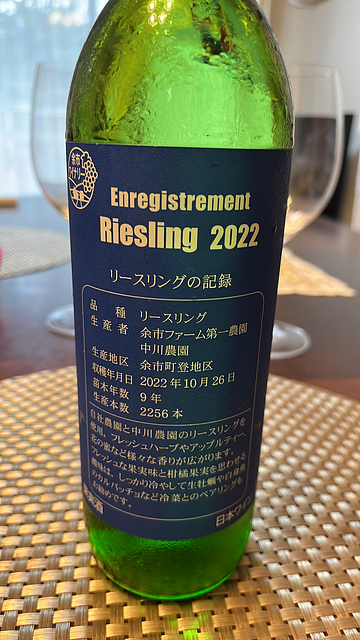 余市
ワイナリー
Enregistrement
Riesling 2022
リースリングの記録
品種 リースリング
生産者 余市ファーム第一農園
中川農園
生産地区 余市町登地区
収穫年月日 2022年10月26日
苗木年数 9年
生産本数 2256本
自社農園と中川農園のリースリングを
使用。フレッシュハーブやアップルティー、
花の蜜など様々な香りが広がります。
フレッシュな果実味と柑橘果実を思わせる
酸味は、しっかり冷やして生牡蠣や白身魚
のカルパッチョなど冷菜とのペアリングも
お勧めです。
果実酒
日本ワイン